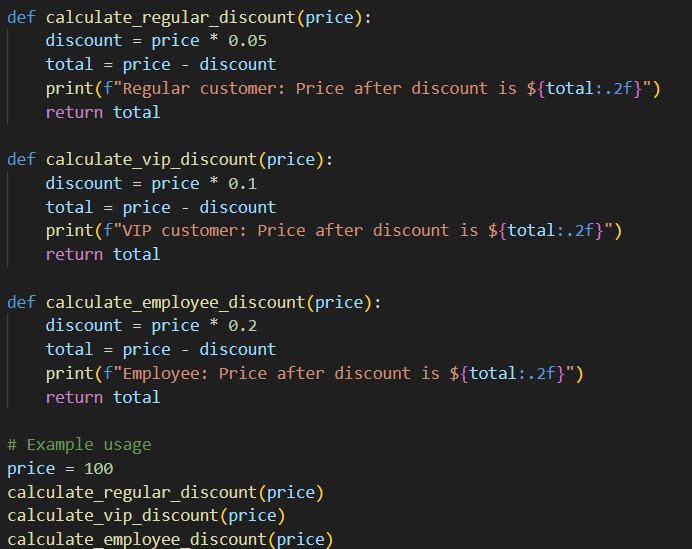 def calculate_regular_discount(price):
    discount = price * 0.05
    total = price - discount
    print(f"Regular customer: Price after discount is ${total:.2f}")
    return total

def calculate_vip_discount(price):
    discount = price * 0.1
    total = price - discount
    print(f"VIP customer: Price after discount is ${total:.2f}")
    return total

def calculate_employee_discount(price):
    discount = price * 0.2
    total = price - discount
    print(f"Employee: Price after discount is ${total:.2f}")
    return total

# Example usage
price = 100
calculate_regular_discount(price)
calculate_vip_discount(price)
calculate_employee_discount(price)